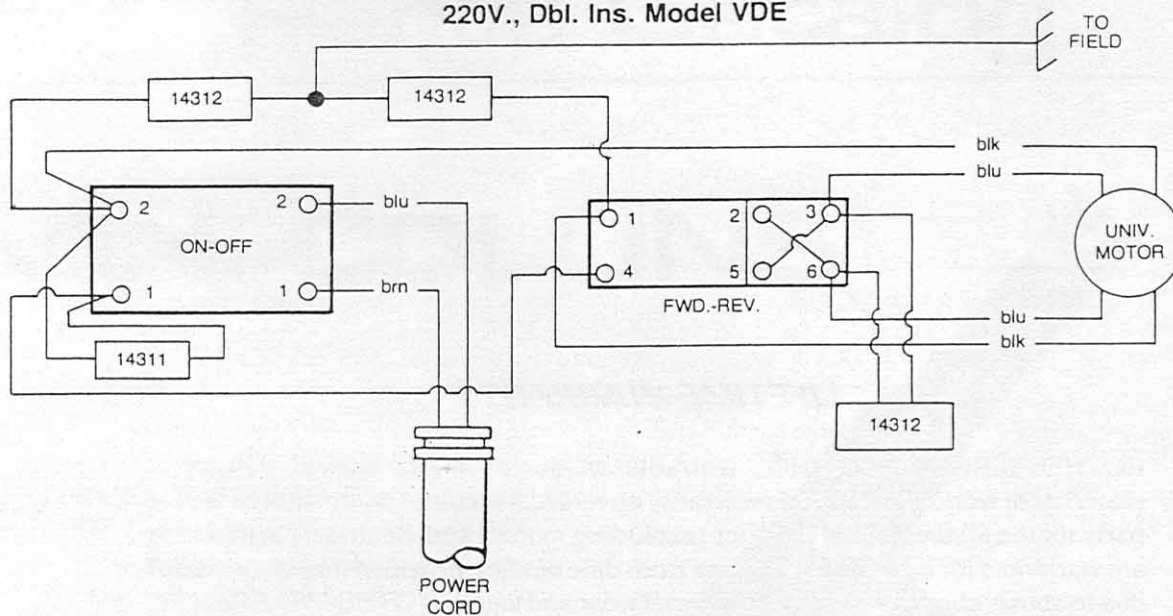 220V., Dbl. Ins. Model VDE
TO
FIELD
14312
14312
blk
blu
2
2
blu
1
2
3
ON-OFF
UNIV.
MOTOR
1
1
brn
4
5
6
FWD.-REV.
blu
blk
14311
14312
POWER
CORD